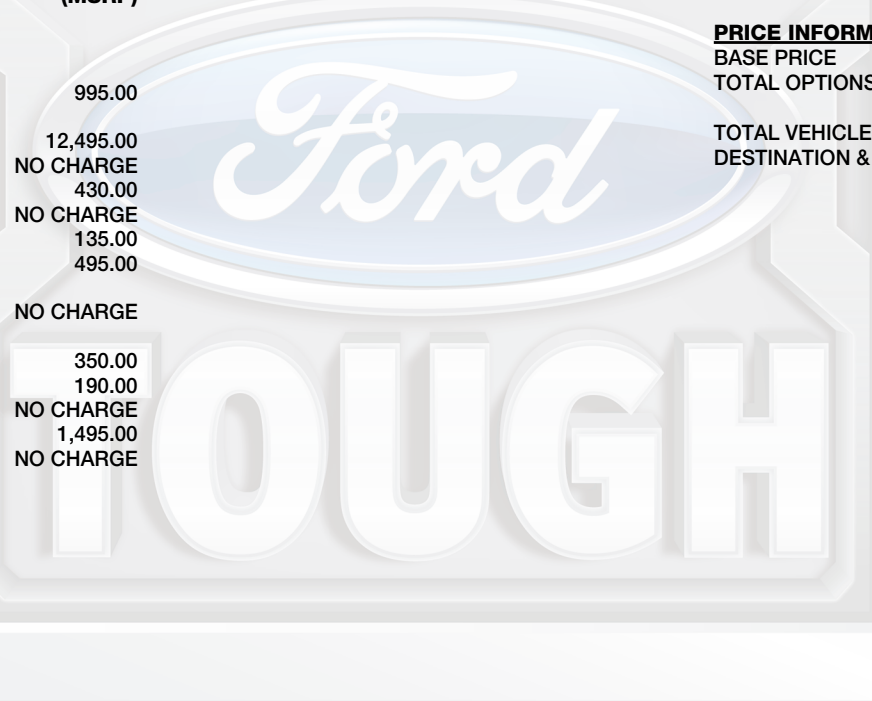 (MSRP)
995.00
12,495.00
NO CHARGE
430.00
NO CHARGE
135.00
495.00
NO CHARGE
350.00
190.00
NO CHARGE
1,495.00
NO CHARGE
PRICE INFORM
BASE PRICE
TOTAL OPTIONS
TOTAL VEHICLE
DESTINATION &
Ford
TOUGH